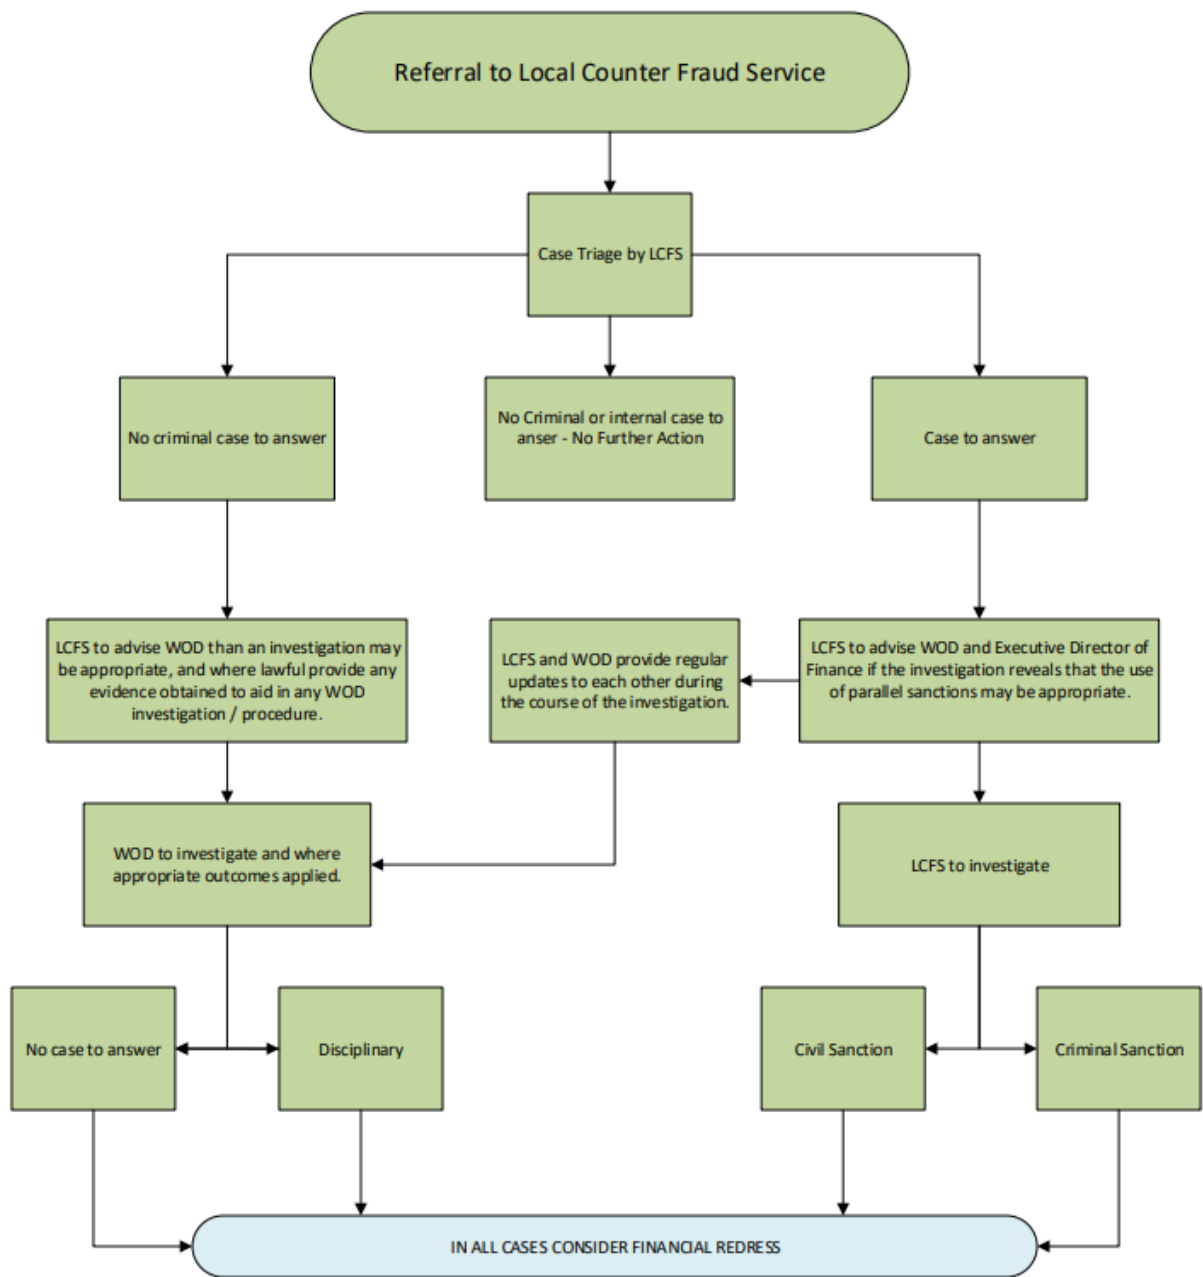 Referral to Local Counter Fraud Service
Case Triage by LCFS
No criminal case to answer
No Criminal or internal case to
anser - No Further Action
Case to answer
LCFS to advise WOD than an investigation may
be appropriate, and where lawful provide any
evidence obtained to aid in any WOD
investigation / procedure.
LCFS and WOD provide regular
updates to each other during
the course of the investigation.
LCFS to advise WOD and Executive Director of
Finance if the investigation reveals that the use
of parallel sanctions may be appropriate.
WOD to investigate and where
appropriate outcomes applied.
LCFS to investigate
No case to answer
Disciplinary
Civil Sanction
Criminal Sanction
IN ALL CASES CONSIDER FINANCIAL REDRESS